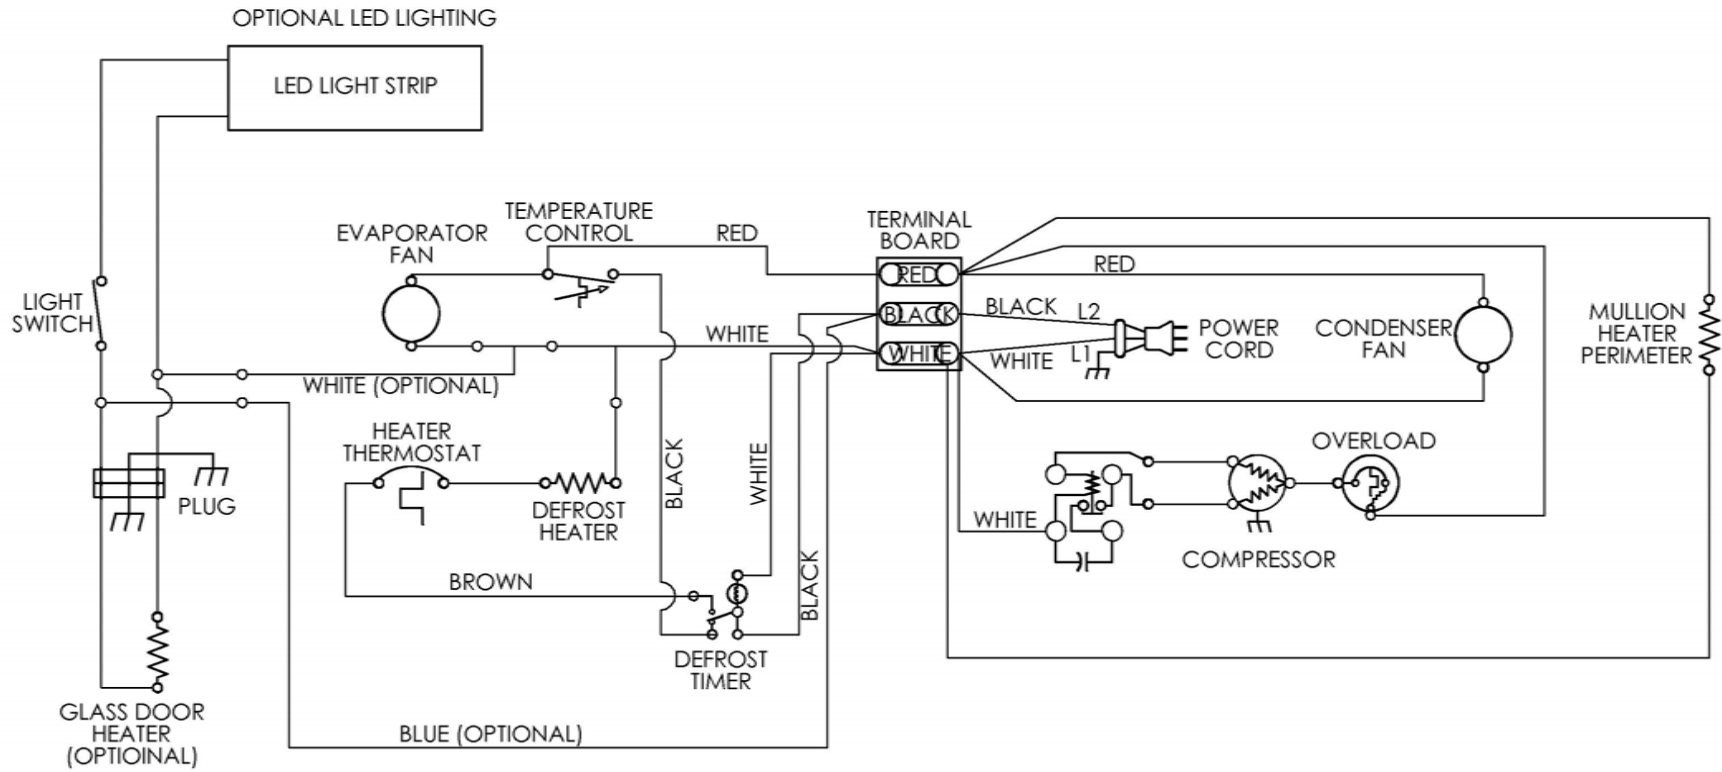 OPTIONAL LED LIGHTING
LED LIGHT STRIP
EVAPORATOR
FAN
TEMPERATURE
CONTROL
RED
TERMINAL
BOARD
RED
BLACK
WHITE
RED
BLACK
L2
WHITE
L1
POWER
CORD
CONDENSER
FAN
MULLION
HEATER
PERIMETER
LIGHT
SWITCH
WHITE
WHITE (OPTIONAL)
HEATER
THERMOSTAT
DEFROST
HEATER
BLACK
WHITE
BLACK
PLUG
BROWN
DEFROST
TIMER
WHITE
OVERLOAD
COMPRESSOR
GLASS DOOR
HEATER
(OPTIOINAL)
BLUE (OPTIONAL)